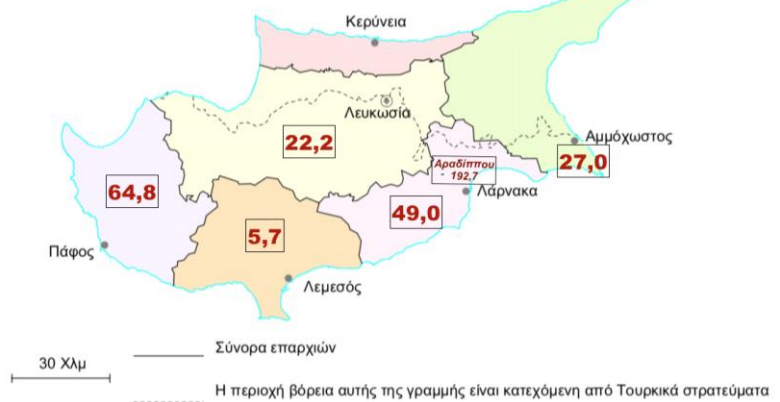 Κερύνεια
Λευκωσία
22,2
Αμμόχωστος
27,0
Αραδίππου
- 192,7
Λάρνακα
64,8
49,0
5,7
Πάφος
Λεμεσός
Σύνορα επαρχιών
30 Χλμ
Η περιοχή βόρεια αυτής της γραμμής είναι κατεχόμενη από Τουρκικά στρατεύματα